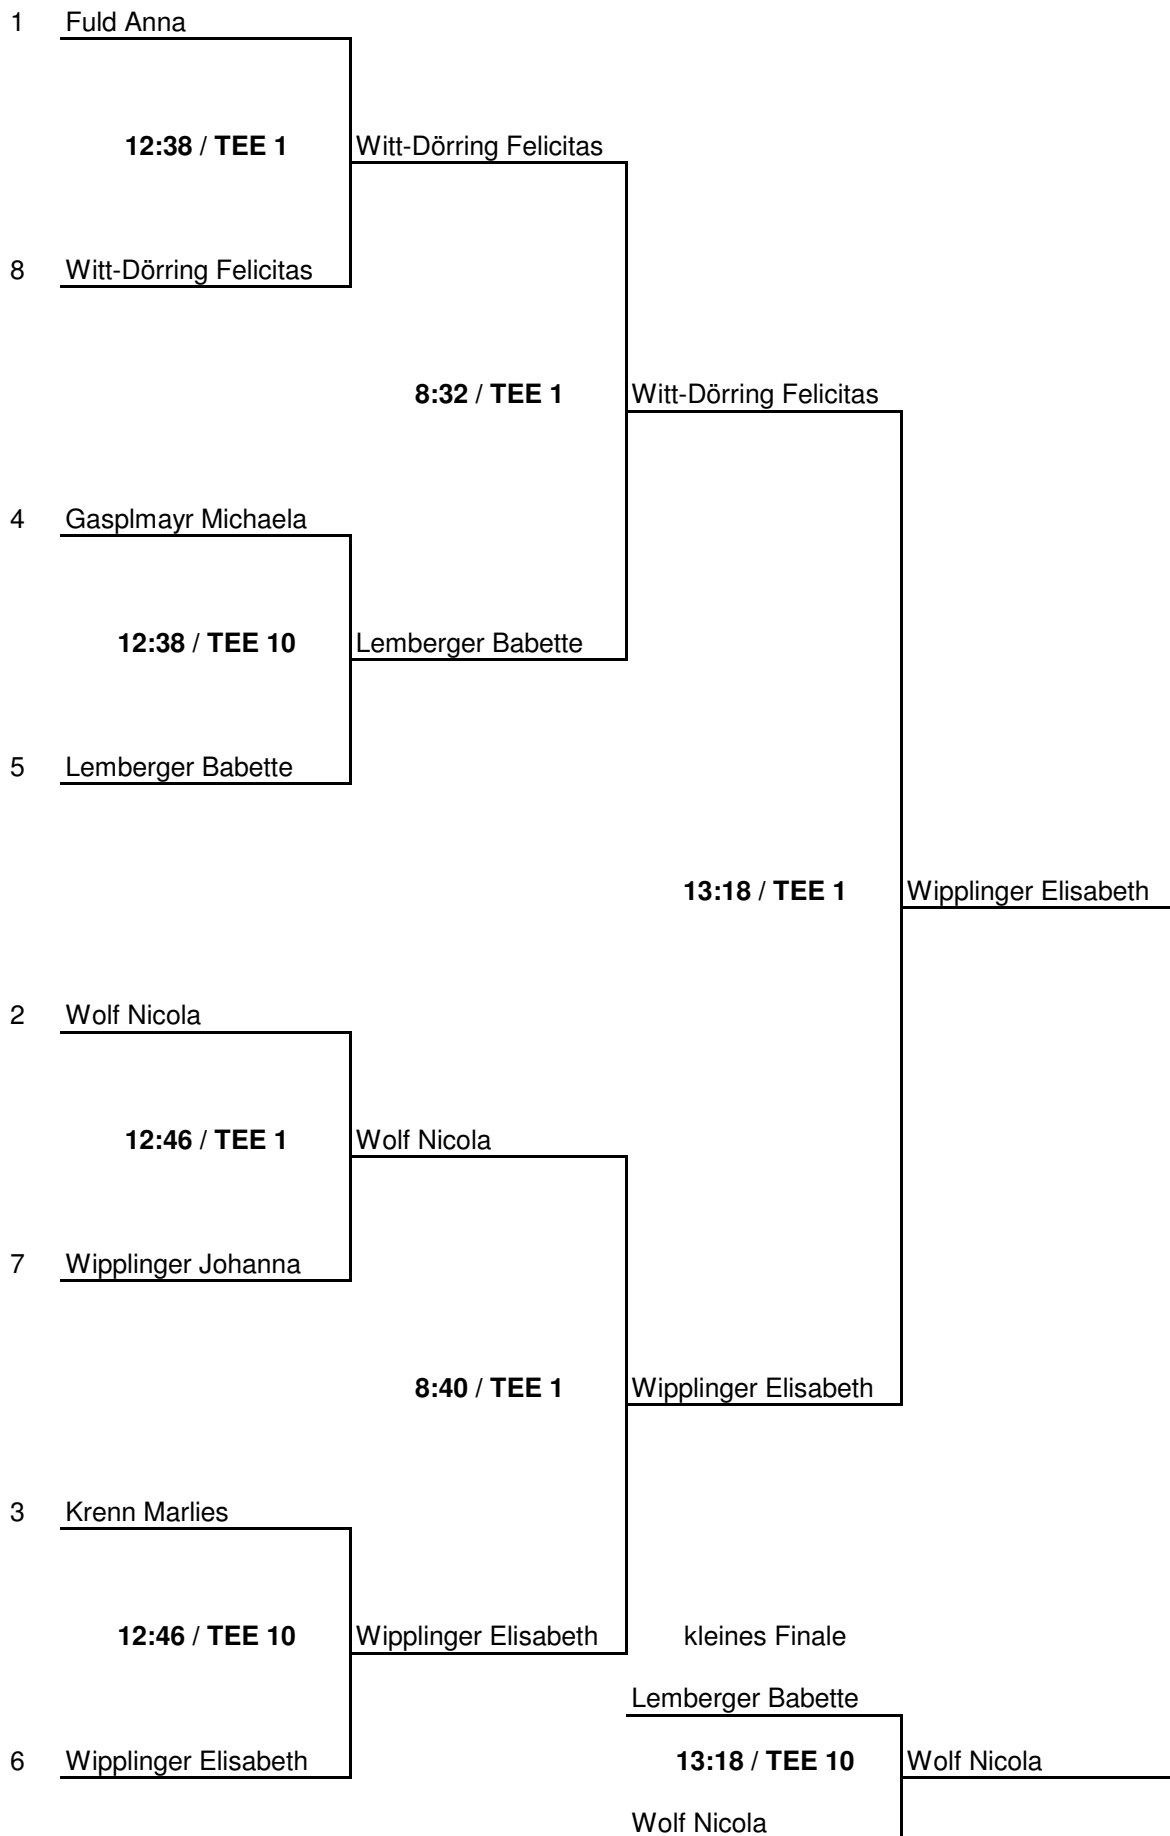 1 Fuld Anna
12:38 / TEE 1 Witt-Dörring Felicitas
8 Witt-Dörring Felicitas
8:32 / TEE 1 Witt-Dörring Felicitas
4 Gasplmayr Michaela
12:38 / TEE 10 Lemberger Babette
5 Lemberger Babette
13:18 / TEE 1 Wipplinger Elisabeth
2 Wolf Nicola
12:46 / TEE 1 Wolf Nicola
7 Wipplinger Johanna
8:40 / TEE 1 Wipplinger Elisabeth
3 Krenn Marlies
12:46 / TEE 10 Wipplinger Elisabeth kleines Finale
Lemberger Babette
6 Wipplinger Elisabeth 13:18 / TEE 10 Wolf Nicola
Wolf Nicola